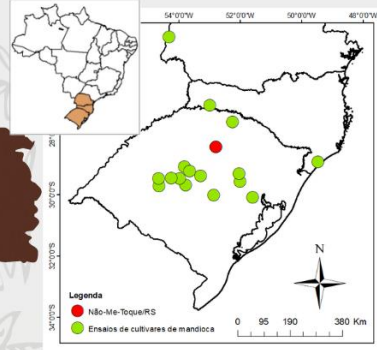 54°0'0"W 52°0'0"W 50°0'0"W 48°0'0"W
30°0'0"S
32°0'0"S
34°0'0"S
N
Legenda
Não-Me-Toque/RS
Ensaios de cultivares de mandioca
0 95 190 380 Km